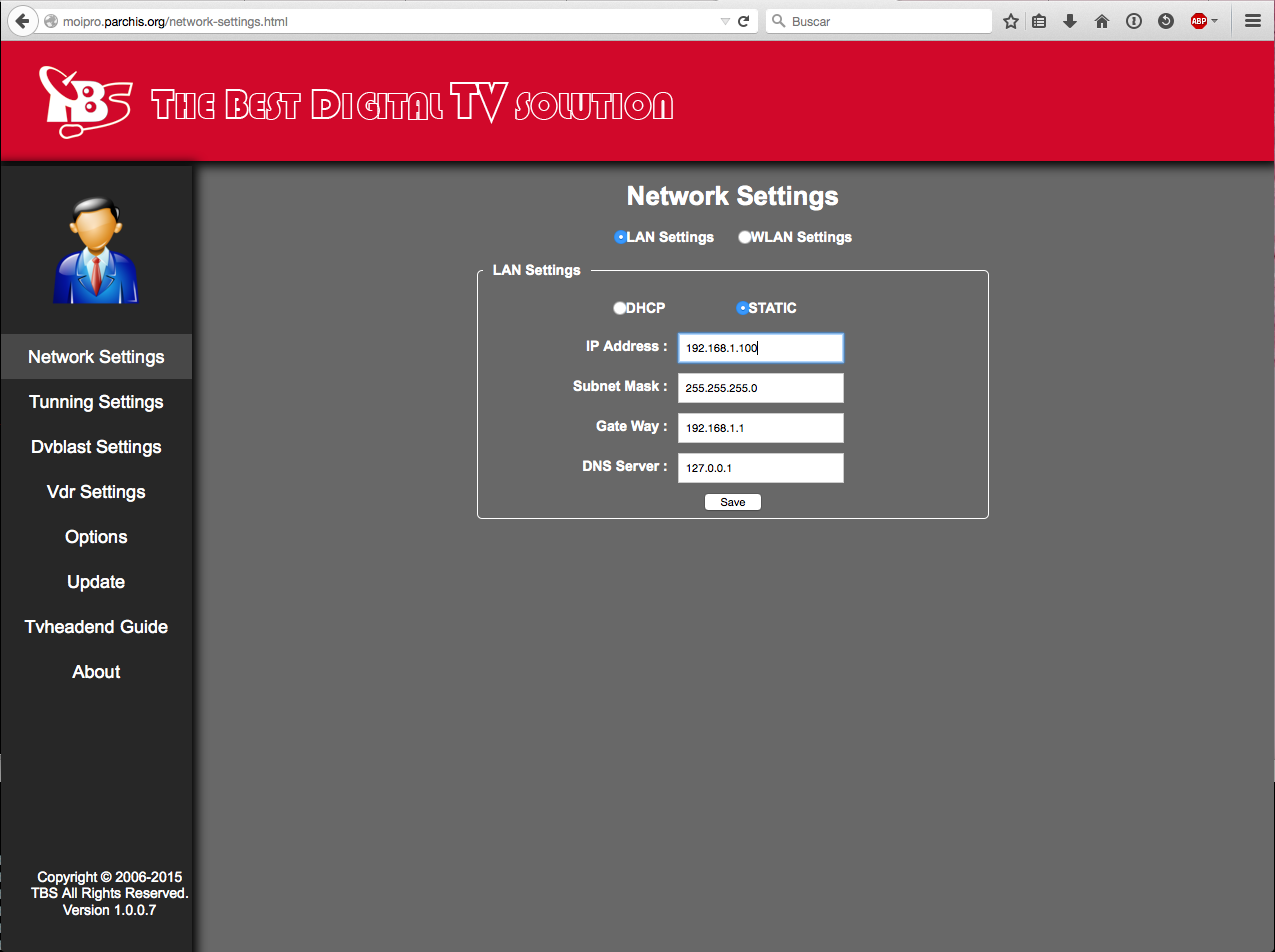 moipro.parchis.org/network-settings.html
Buscar
ABP
TBS
The Best Digital TV solution
Network Settings
LAN Settings WLAN Settings
LAN Settings
DHCP STATIC
IP Address : 192.168.1.100
Subnet Mask : 255.255.255.0
Gate Way : 192.168.1.1
DNS Server : 127.0.0.1
Save
Network Settings
Tunning Settings
Dvblast Settings
Vdr Settings
Options
Update
Tvheadend Guide
About
Copyright © 2006-2015
TBS All Rights Reserved.
Version 1.0.0.7